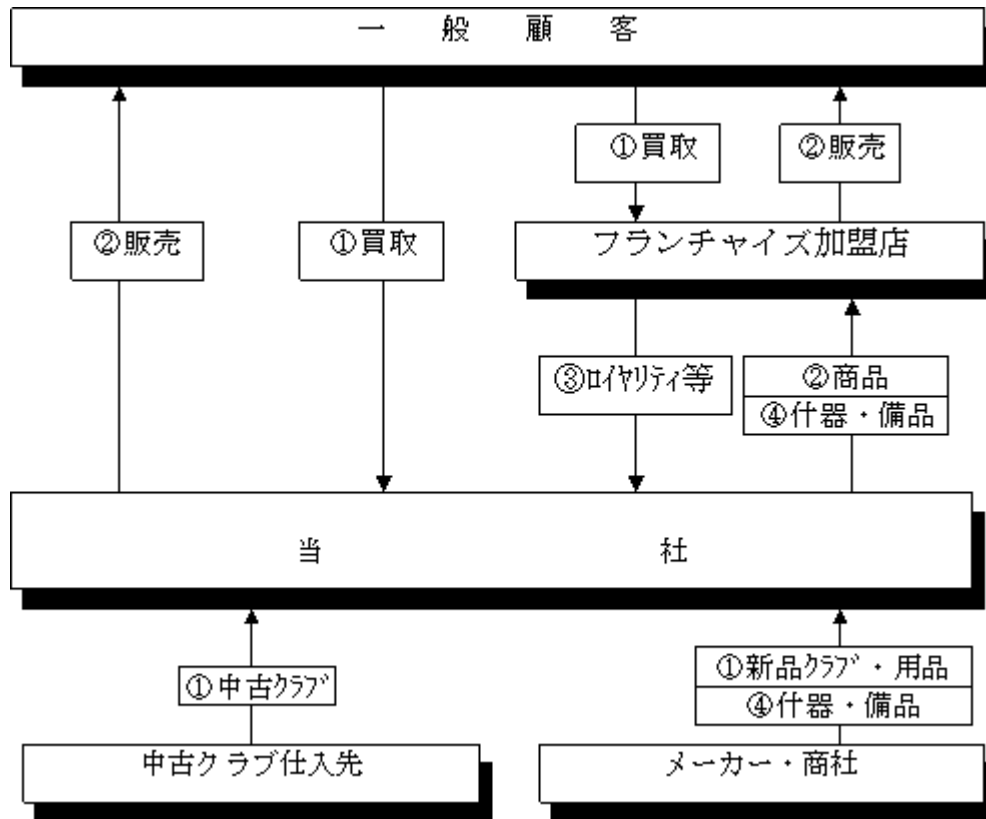 一般顧客
①買取
②販売
②販売
①買取
フランチャイズ加盟店
③ﾛｲﾔﾘﾃｨ等
②商品
④什器・備品
当社
①中古ｸﾗﾌﾞ
①新品ｸﾗﾌﾞ・用品
④什器・備品
中古クラブ仕入先
メーカー・商社